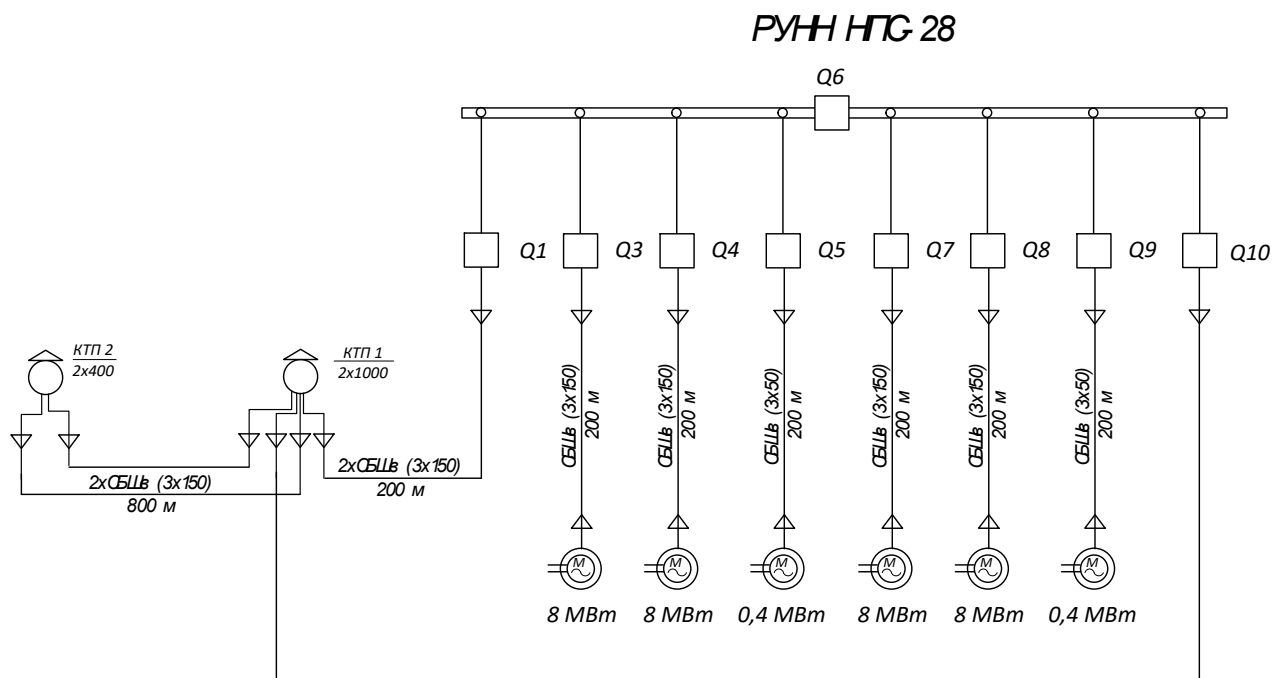 РУНН НПС-28
Q6
Q1
Q3
Q4
Q5
Q7
Q8
Q9
Q10
КТП 2
2х400
КТП 1
2х1000
2хСБШв (3х150)
800 м
2хСБШв (3х150)
200 м
СБШв (3х150)
200 м
СБШв (3х150)
200 м
СБШв (3х50)
200 м
СБШв (3х150)
200 м
СБШв (3х150)
200 м
СБШв (3х50)
200 м
М
М
М
М
М
М
8 МВт
8 МВт
0,4 МВт
8 МВт
8 МВт
0,4 МВт